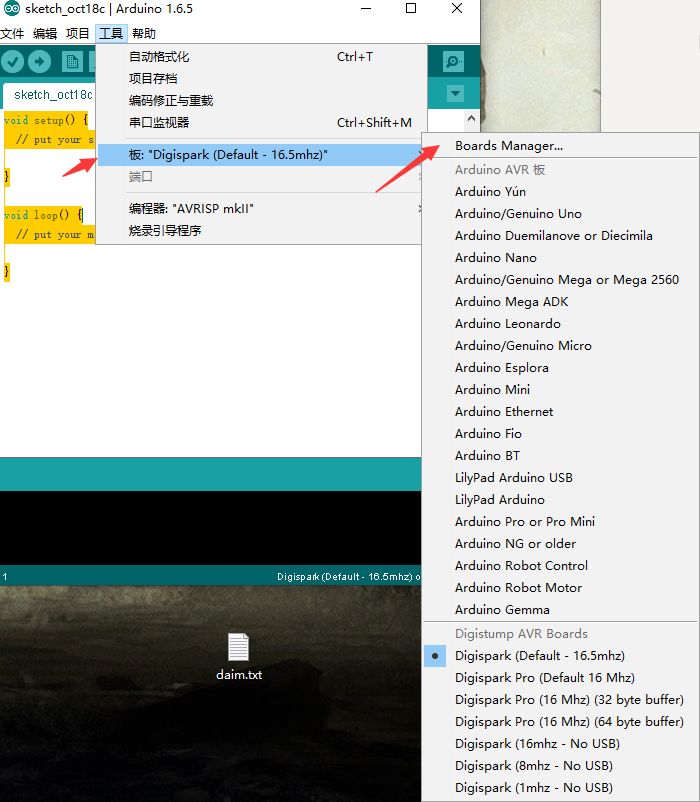 sketch_oct18c | Arduino 1.6.5
文件 编辑 项目 工具 帮助
sketch_oct18c
void setup() {
// put your s
}
void loop() {
// put your m
}
自动格式化 Ctrl+T
项目存档
编码修正与重载
串口监视器 Ctrl+Shift+M
板: "Digispark (Default - 16.5mhz)"
端口
编程器: "AVRISP mkII"
烧录引导程序
Boards Manager...
Arduino AVR 板
Arduino Yún
Arduino/Genuino Uno
Arduino Duemilanove or Diecimila
Arduino Nano
Arduino/Genuino Mega or Mega 2560
Arduino Mega ADK
Arduino Leonardo
Arduino/Genuino Micro
Arduino Esplora
Arduino Mini
Arduino Ethernet
Arduino Fio
Arduino BT
LilyPad Arduino USB
LilyPad Arduino
Arduino Pro or Pro Mini
Arduino NG or older
Arduino Robot Control
Arduino Robot Motor
Arduino Gemma
Digistump AVR Boards
Digispark (Default - 16.5mhz)
Digispark Pro (Default 16 Mhz)
Digispark Pro (16 Mhz) (32 byte buffer)
Digispark Pro (16 Mhz) (64 byte buffer)
Digispark (16mhz - No USB)
Digispark (8mhz - No USB)
Digispark (1mhz - No USB)
1 Digispark (Default - 16.5mhz) o
daim.txt